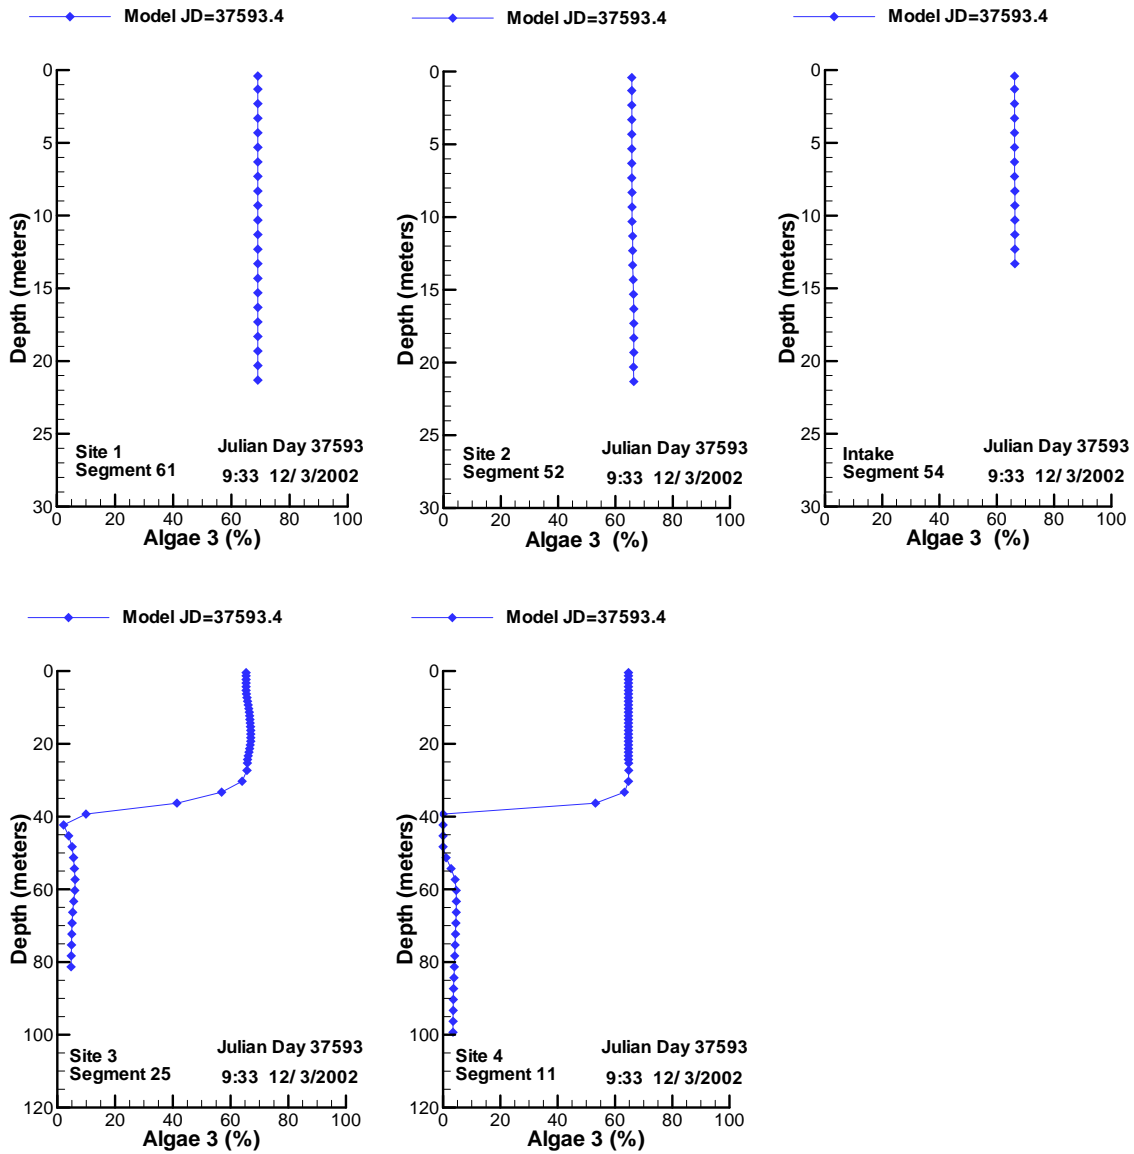 Model JD=37593.4
0
5
10
15
20
25
30
Depth (meters)
Site 1
Segment 61
Julian Day 37593
9:33 12/ 3/2002
0 20 40 60 80 100
Algae 3 (%)
Model JD=37593.4
0
5
10
15
20
25
30
Depth (meters)
Site 2
Segment 52
Julian Day 37593
9:33 12/ 3/2002
0 20 40 60 80 100
Algae 3 (%)
Model JD=37593.4
0
5
10
15
20
25
30
Depth (meters)
Intake
Segment 54
Julian Day 37593
9:33 12/ 3/2002
0 20 40 60 80 100
Algae 3 (%)
Model JD=37593.4
0
20
40
60
80
100
120
Depth (meters)
Site 3
Segment 25
Julian Day 37593
9:33 12/ 3/2002
0 20 40 60 80 100
Algae 3 (%)
Model JD=37593.4
0
20
40
60
80
100
120
Depth (meters)
Site 4
Segment 11
Julian Day 37593
9:33 12/ 3/2002
0 20 40 60 80 100
Algae 3 (%)